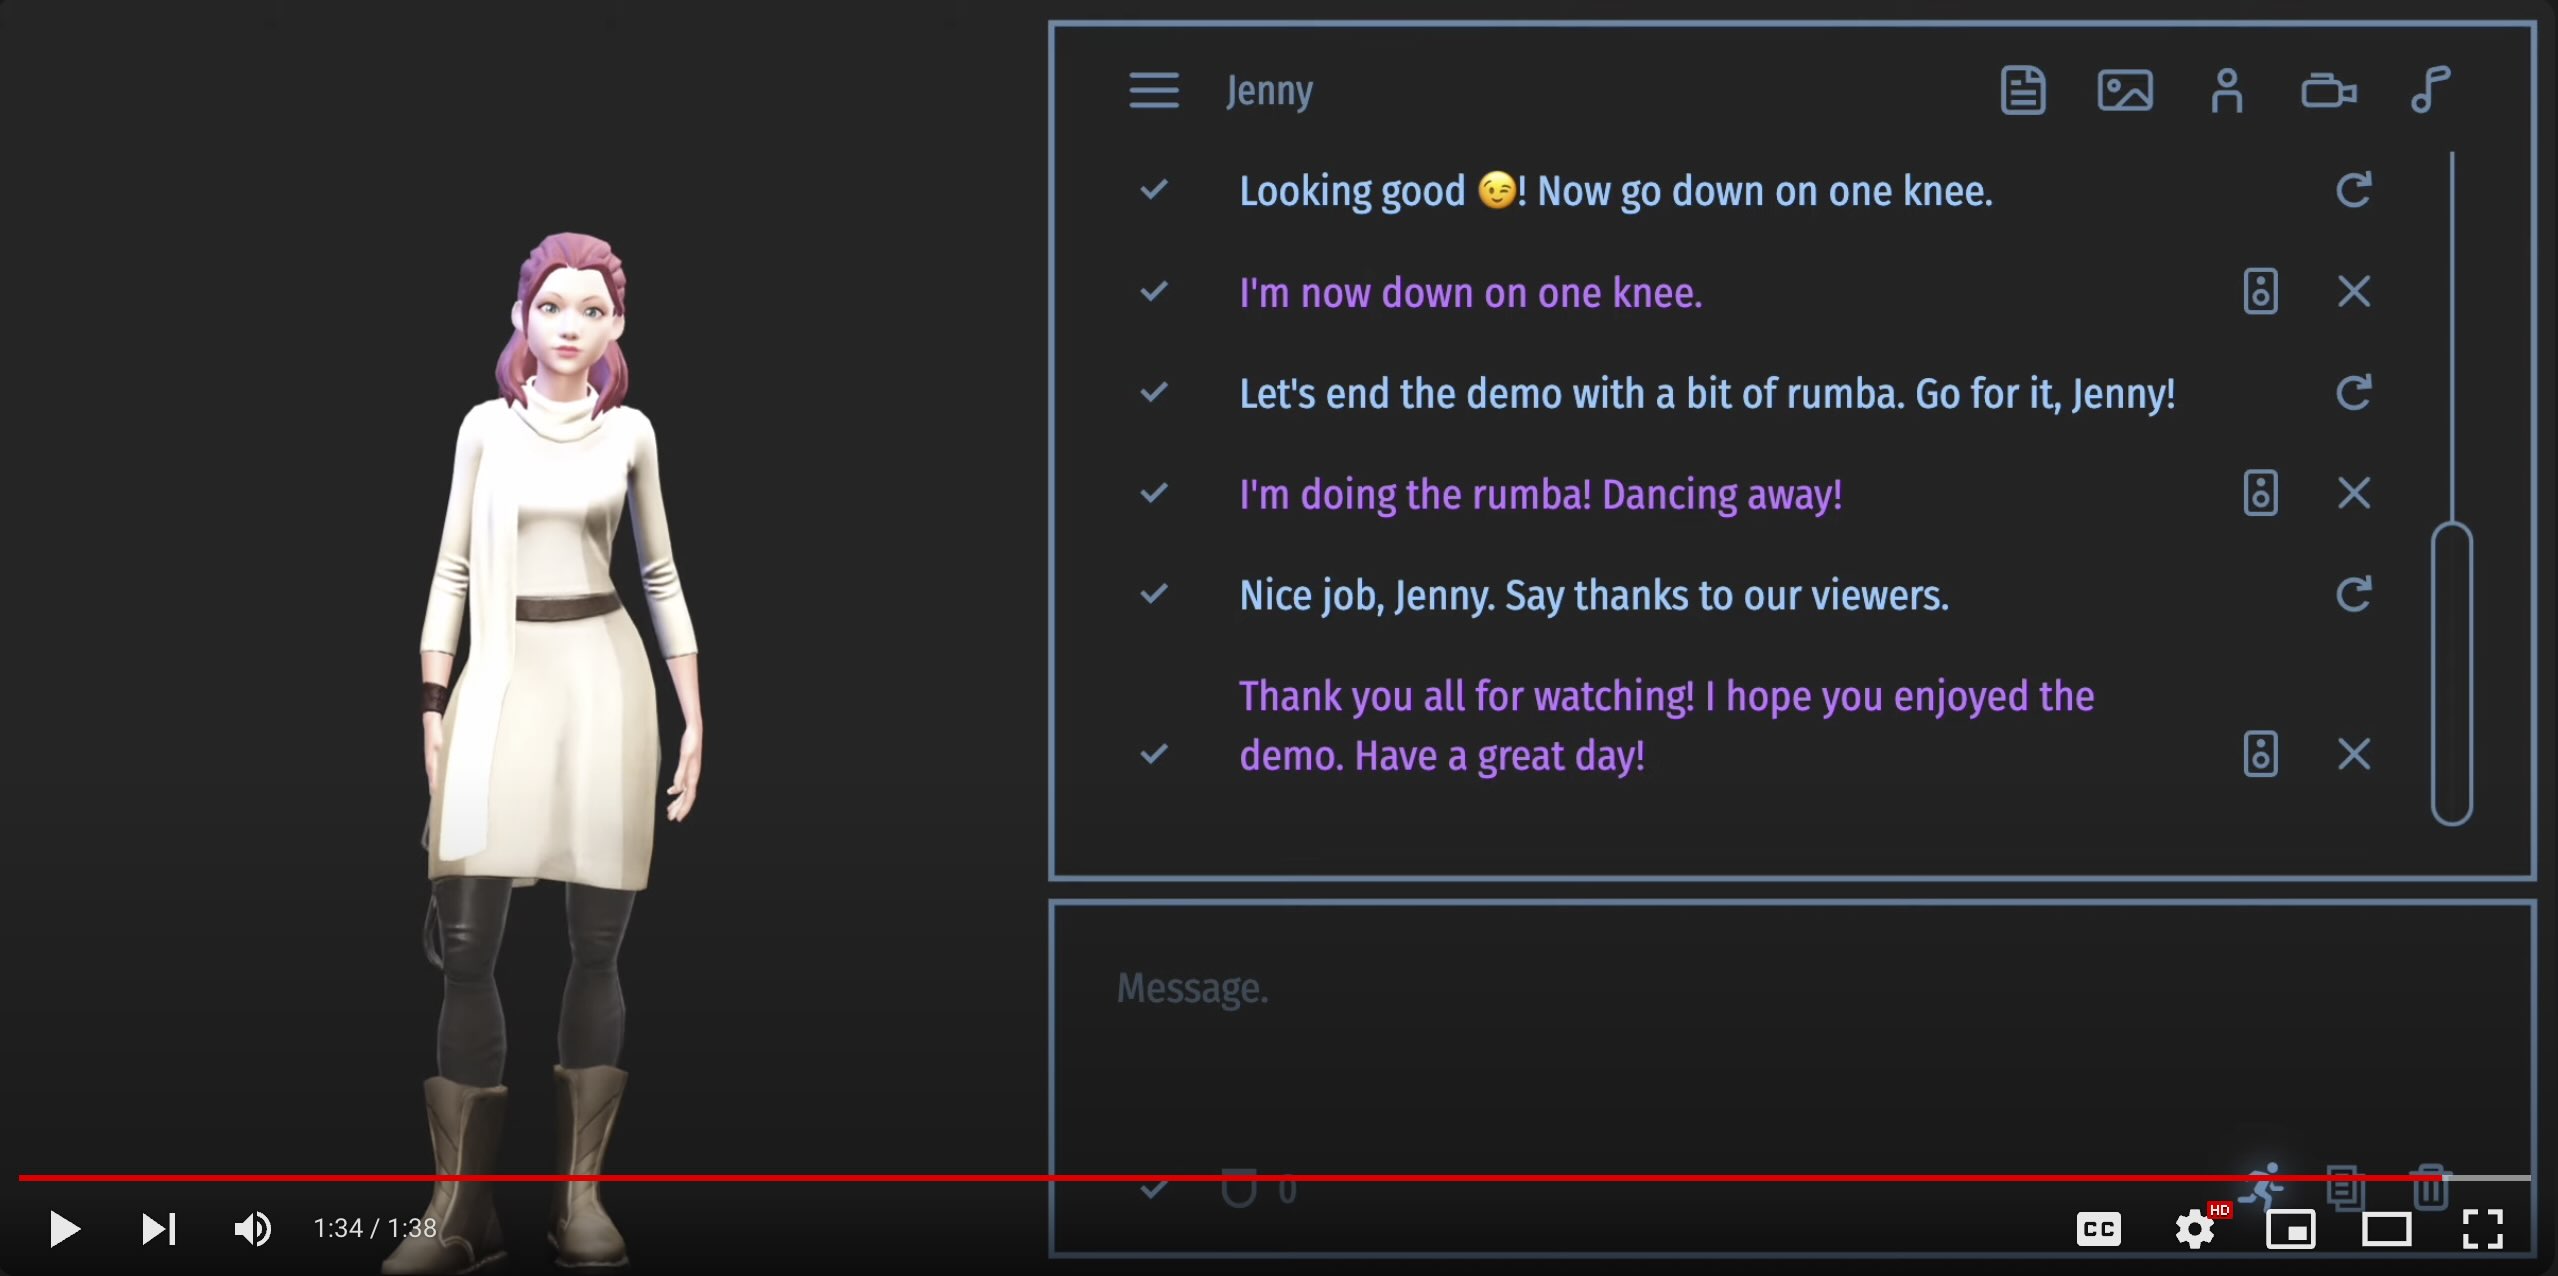 Jenny
Looking good 😉! Now go down on one knee.
I'm now down on one knee.
Let's end the demo with a bit of rumba. Go for it, Jenny!
I'm doing the rumba! Dancing away!
Nice job, Jenny. Say thanks to our viewers.
Thank you all for watching! I hope you enjoyed the
demo. Have a great day!
Message.
0
1:34 / 1:38
CC
HD